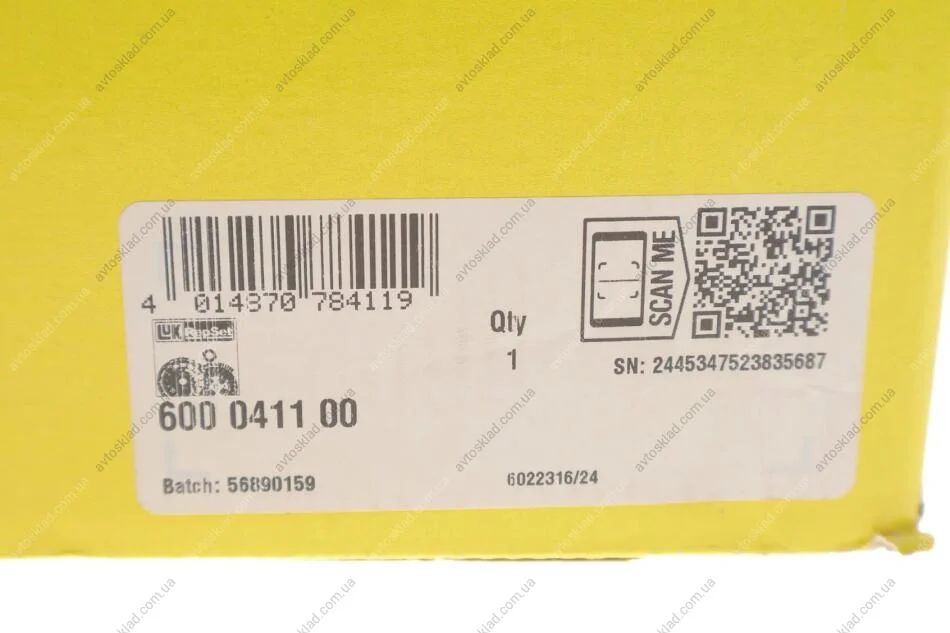 4 014870 784119
LUK RepSet
Qty
1
SCAN ME
SN: 2445347523835687
600 0411 00
Batch: 56890159
6022316/24
avtosklad.com.ua